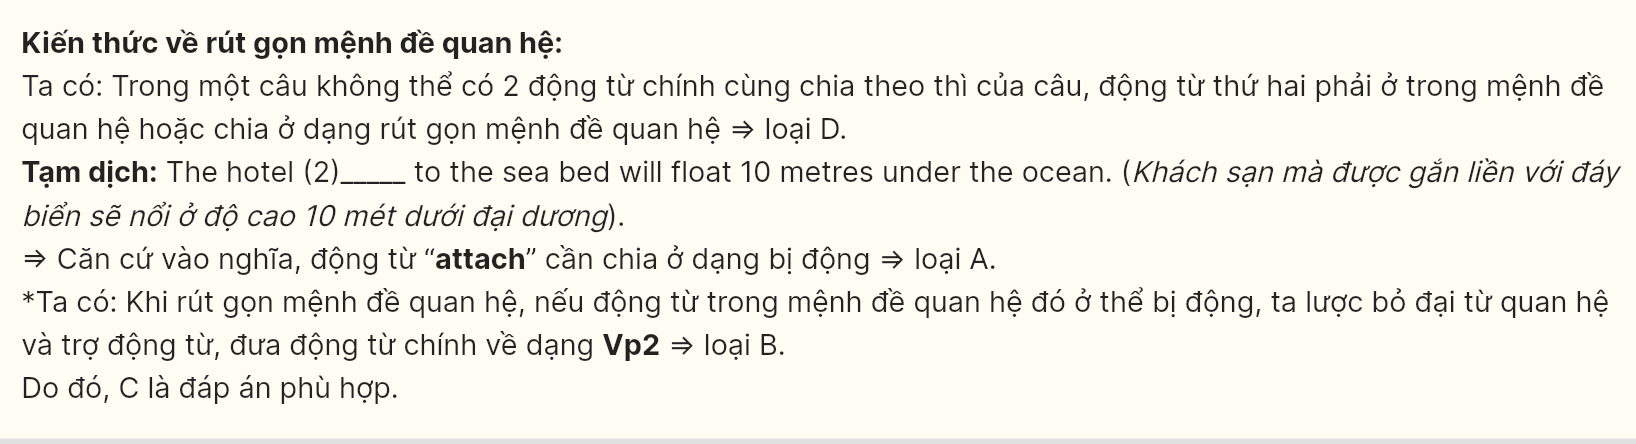 Kiến thức về rút gọn mệnh đề quan hệ:
Ta có: Trong một câu không thể có 2 động từ chính cùng chia theo thì của câu, động từ thứ hai phải ở trong mệnh đề
quan hệ hoặc chia ở dạng rút gọn mệnh đề quan hệ ⇒ loại D.
Tạm dịch: The hotel (2)_____ to the sea bed will float 10 metres under the ocean. (Khách sạn mà được gắn liền với đáy
biển sẽ nổi ở độ cao 10 mét dưới đại dương).
⇒ Căn cứ vào nghĩa, động từ “attach” cần chia ở dạng bị động ⇒ loại A.
*Ta có: Khi rút gọn mệnh đề quan hệ, nếu động từ trong mệnh đề quan hệ đó ở thể bị động, ta lược bỏ đại từ quan hệ
và trợ động từ, đưa động từ chính về dạng Vp2 ⇒ loại B.
Do đó, C là đáp án phù hợp.